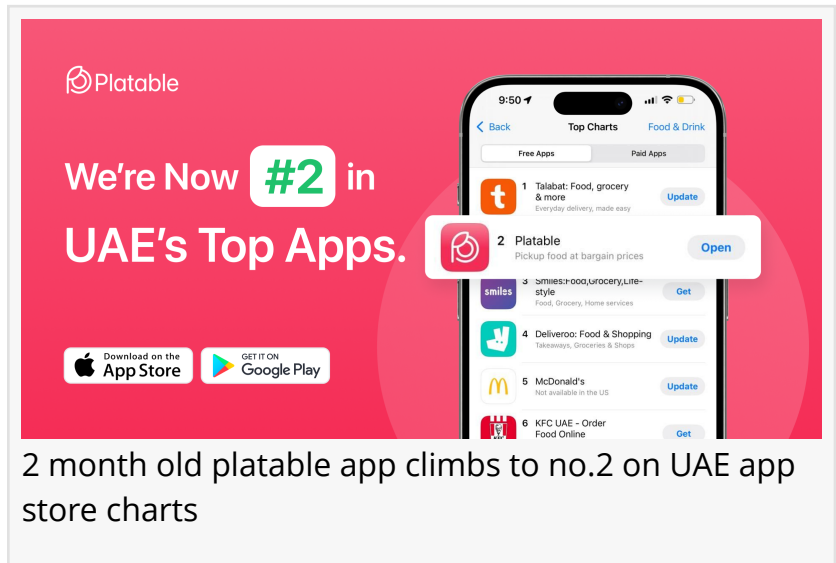 Platable
We're Now #2 in
UAE's Top Apps.
Download on the
App Store
GET IT ON
Google Play
9:50
Back
Top Charts
Food & Drink
Free Apps
Paid Apps
1 Talabat: Food, grocery
& more
Everyday delivery, made easy
Update
2 Platable
Pickup food at bargain prices
Open
smiles
3 Smiles:Food,Grocery,Life-
style
Food, Grocery, Home services
Get
4 Deliveroo: Food & Shopping
Takeaways, Groceries & Shops
Update
5 McDonald's
Not available in the US
Update
KFC
6 KFC UAE - Order
Food Online
Get
2 month old platable app climbs to no.2 on UAE app
store charts